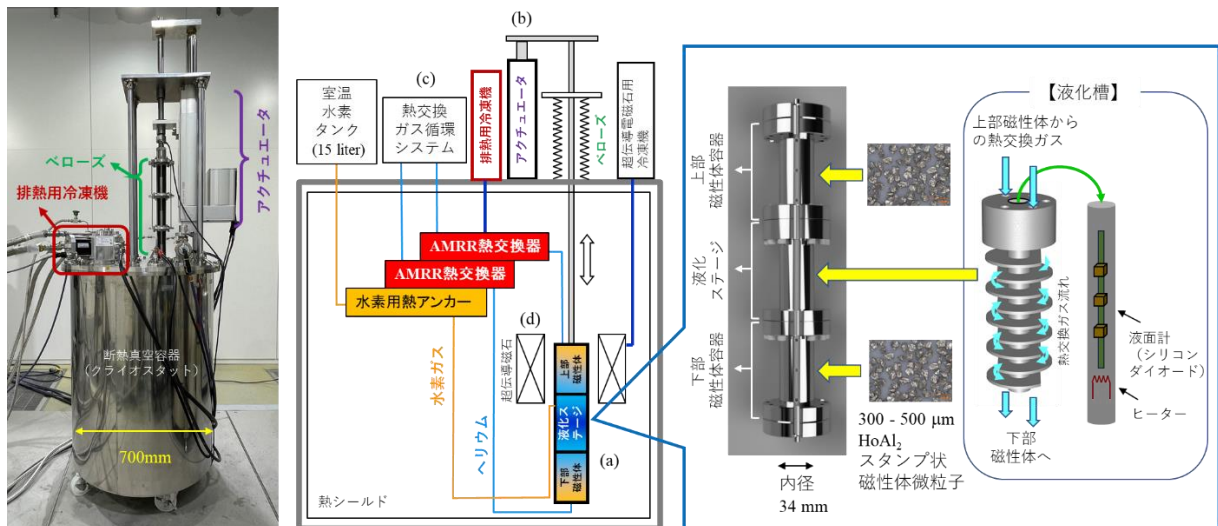 ベローズ
排熱用冷凍機
アクチュエータ
断熱真空容器
(クライオスタット)
700mm
(b)
(c)
室温
水素
タンク
(15 liter)
熱交換
ガス循環
システム
排熱用冷凍機
アクチュエータ
ベローズ
超伝導電磁石用
冷凍機
AMRR熱交換器
AMRR熱交換器
水素用熱アンカー
(d)
超伝導磁石
水素ガス
ヘリウム
上部
磁性体
液化ス
テージ
下部
磁性体
(a)
熱シールド
上部
磁性体容器
液化
ステージ
下部
磁性体容器
内径
34 mm
300 - 500 μm
HoAl₂
スタンプ状
磁性体微粒子
【液化槽】
上部磁性体から
の熱交換ガス
熱交換ガス流れ
下部
磁性体へ
液面計
(シリコン
ダイオード)
ヒーター